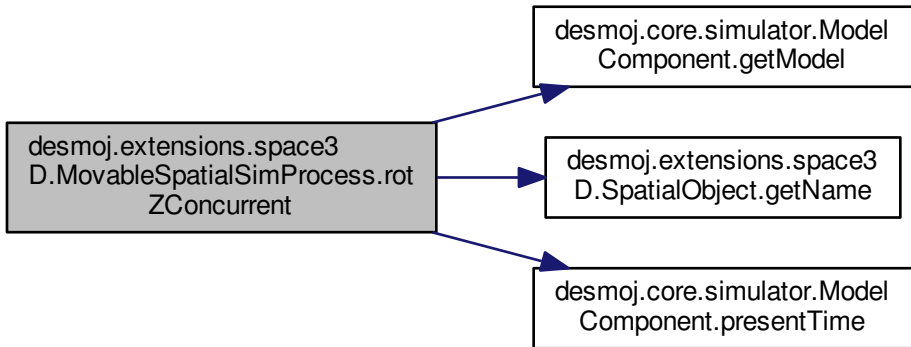 desmoj.extensions.space3
D.MovableSpatialSimProcess.rot
ZConcurrent
desmoj.core.simulator.Model
Component.getModel
desmoj.extensions.space3
D.SpatialObject.getName
desmoj.core.simulator.Model
Component.presentTime